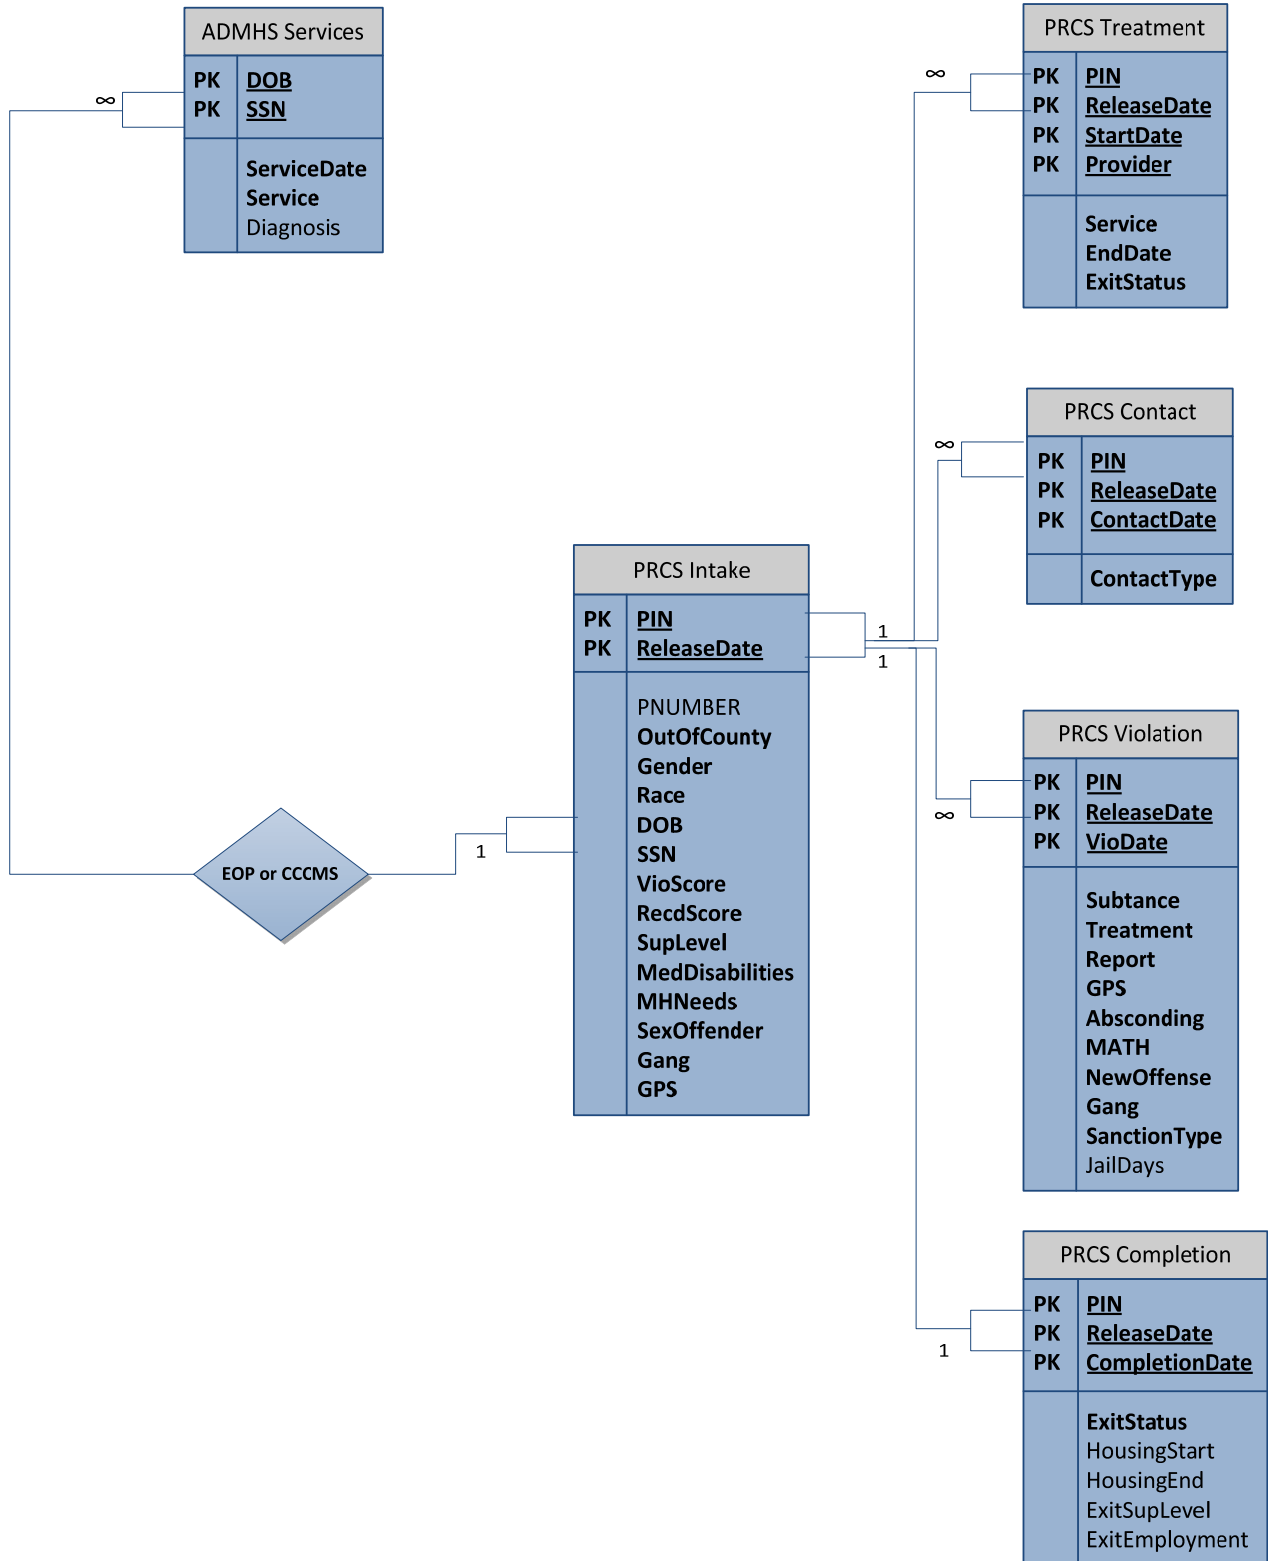 ADMHS Services
PK DOB
PK SSN
ServiceDate
Service
Diagnosis
∞
PRCS Treatment
PK PIN
PK ReleaseDate
PK StartDate
PK Provider
Service
EndDate
ExitStatus
∞
PRCS Contact
PK PIN
PK ReleaseDate
PK ContactDate
ContactType
∞
PRCS Intake
PK PIN
PK ReleaseDate
PNUMBER
OutOfCounty
Gender
Race
DOB
SSN
VioScore
RecdScore
SupLevel
MedDisabilities
MHNeeds
SexOffender
Gang
GPS
1
1
1
EOP or CCCMS
PRCS Violation
PK PIN
PK ReleaseDate
PK VioDate
Subtance
Treatment
Report
GPS
Absconding
MATH
NewOffense
Gang
SanctionType
JailDays
∞
PRCS Completion
PK PIN
PK ReleaseDate
PK CompletionDate
ExitStatus
HousingStart
HousingEnd
ExitSupLevel
ExitEmployment
1